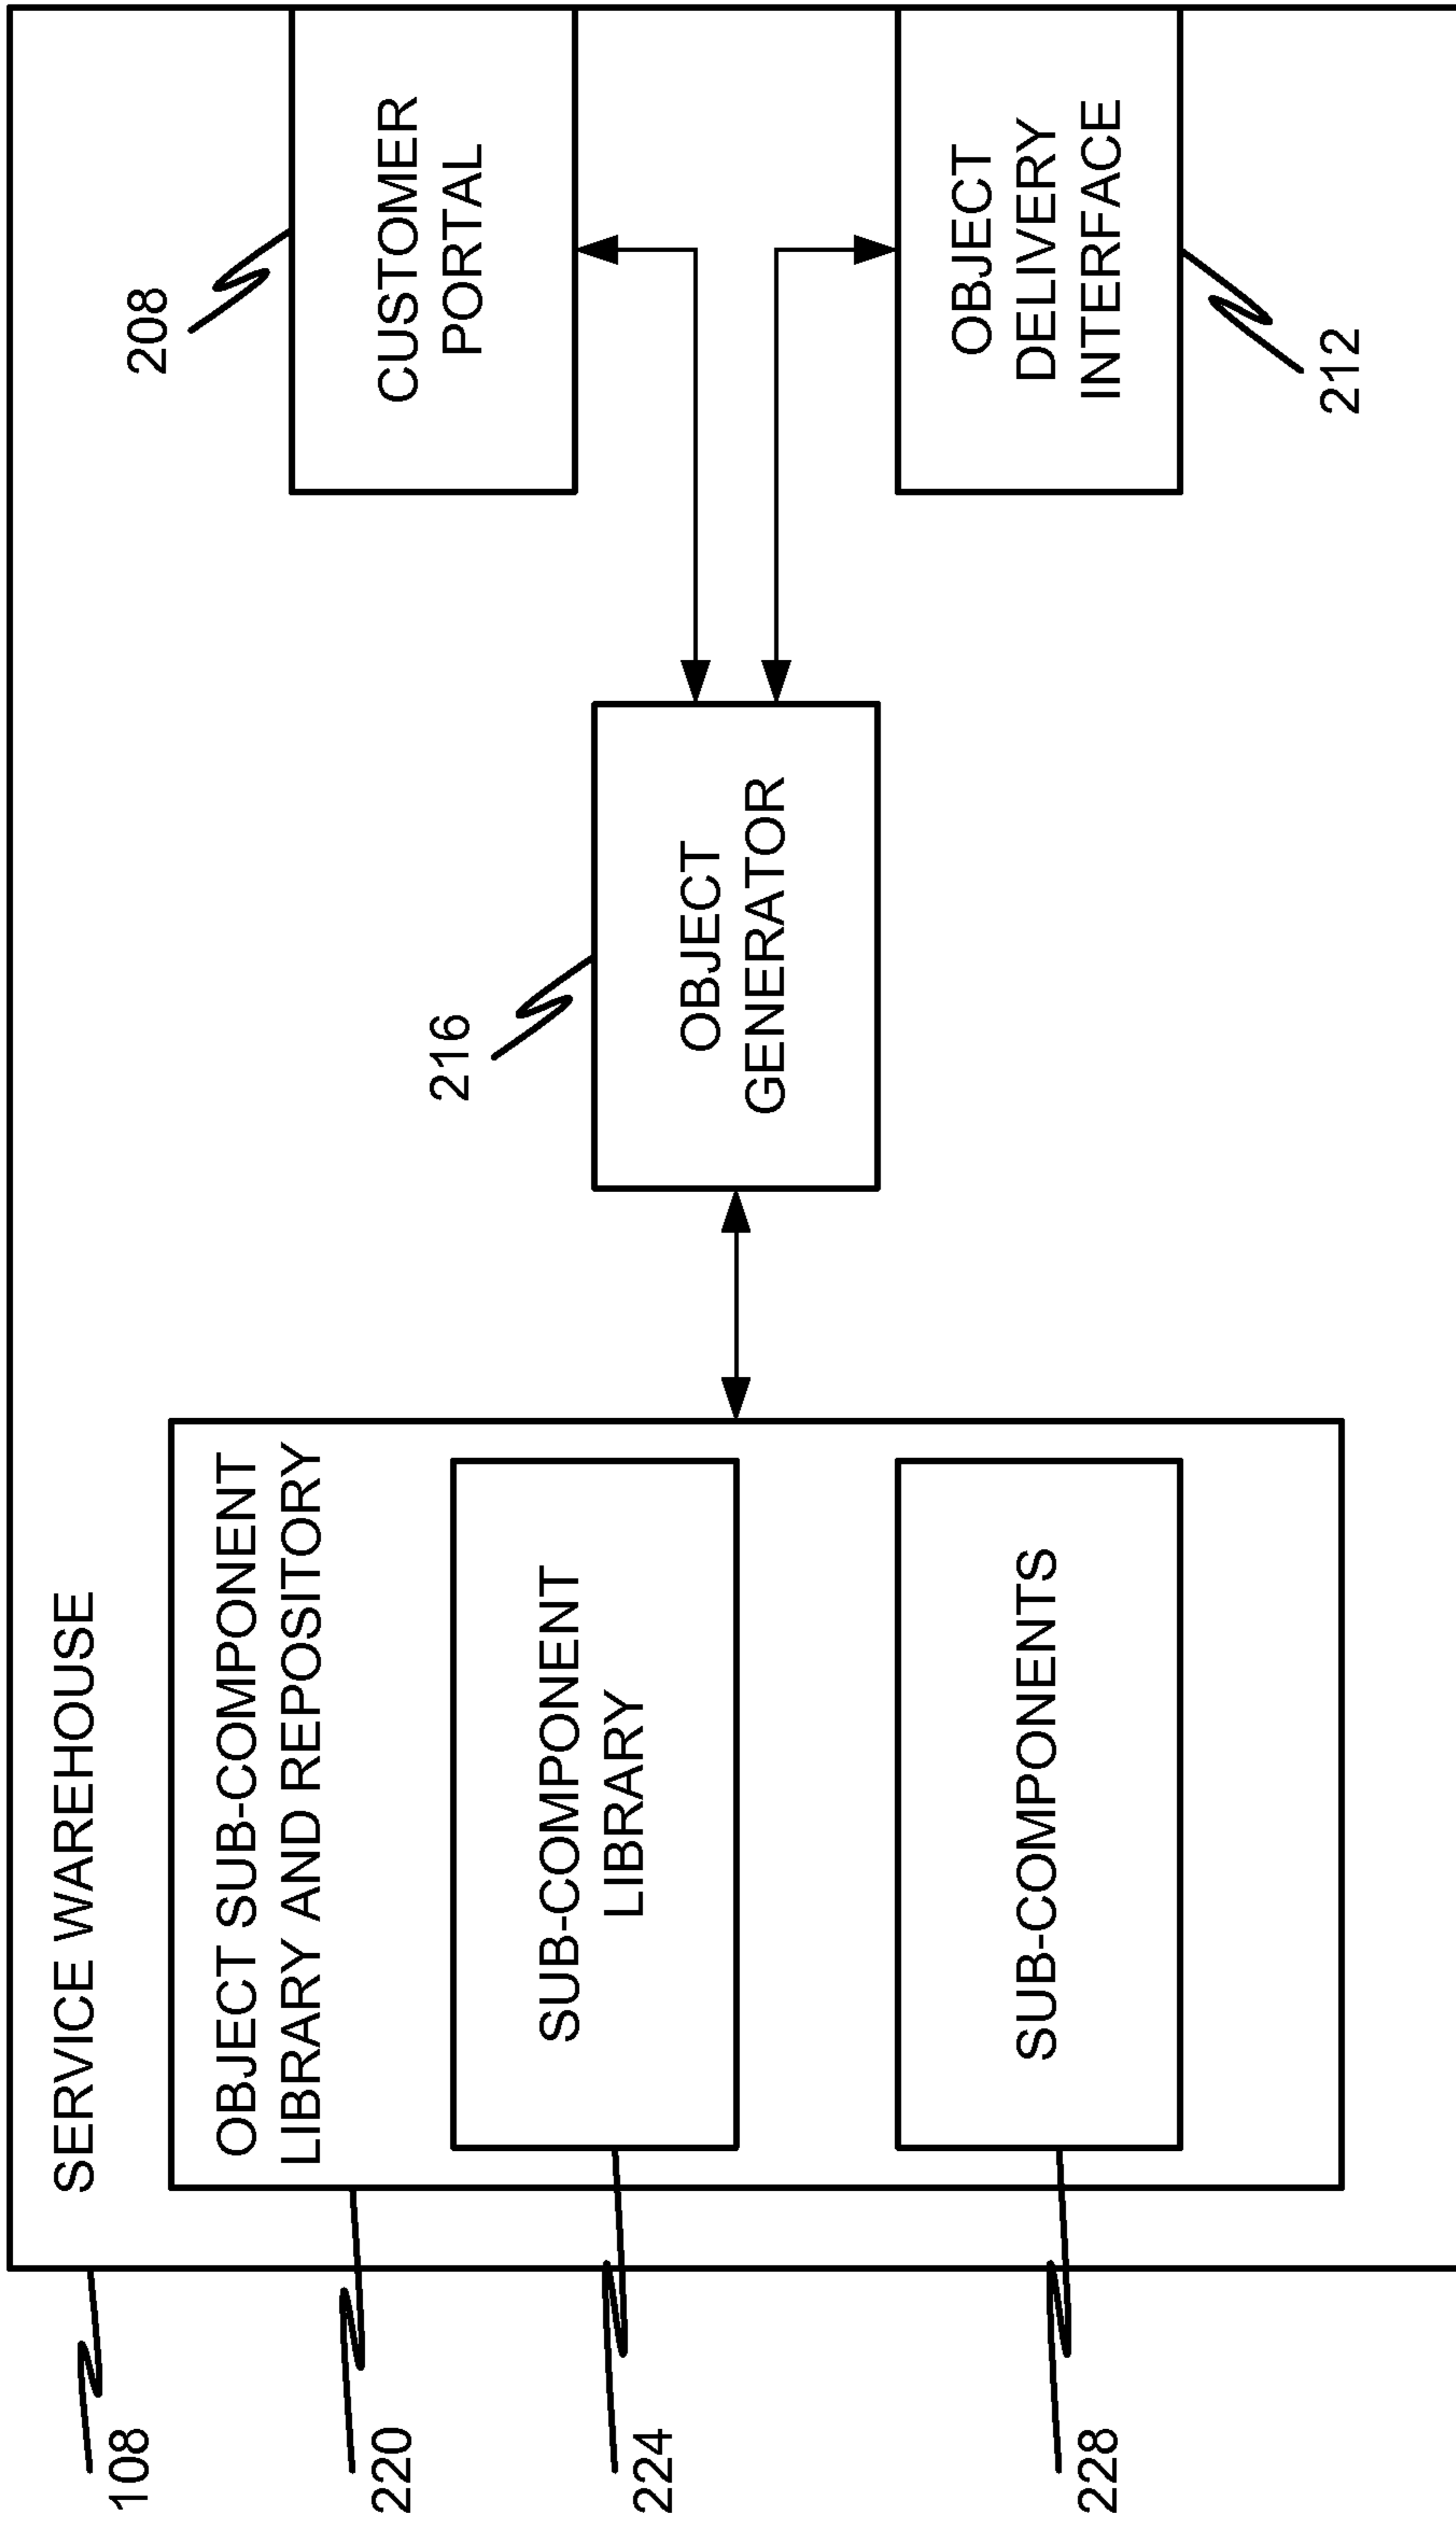 SERVICE WAREHOUSE
108
OBJECT SUB-COMPONENT
LIBRARY AND REPOSITORY
220
SUB-COMPONENT
LIBRARY
224
SUB-COMPONENTS
228
216
OBJECT
GENERATOR
208
CUSTOMER
PORTAL
OBJECT
DELIVERY
INTERFACE
212